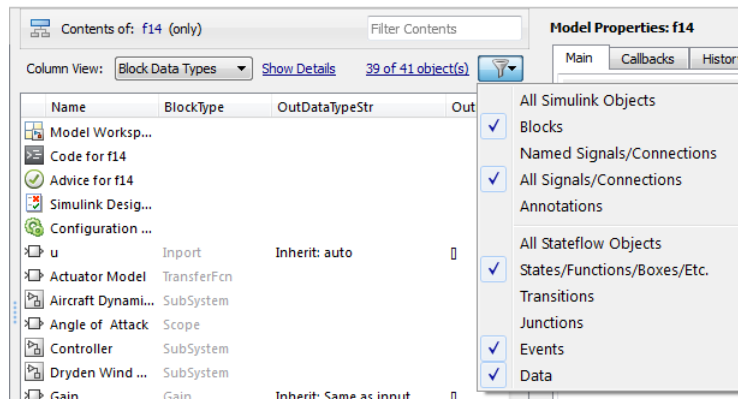 Contents of: f14 (only)
Filter Contents
Column View: Block Data Types Show Details 39 of 41 object(s)
Name BlockType OutDataTypeStr Out
Model Worksp...
Code for f14
Advice for f14
Simulink Desig...
Configuration ...
u Inport Inherit: auto []
Actuator Model TransferFcn
Aircraft Dynami... SubSystem
Angle of Attack Scope
Controller SubSystem
Dryden Wind ... SubSystem
Gain Gain Inherit: Same as input []
Model Properties: f14
Main Callbacks Histor
All Simulink Objects
Blocks
Named Signals/Connections
All Signals/Connections
Annotations
All Stateflow Objects
States/Functions/Boxes/Etc.
Transitions
Junctions
Events
Data